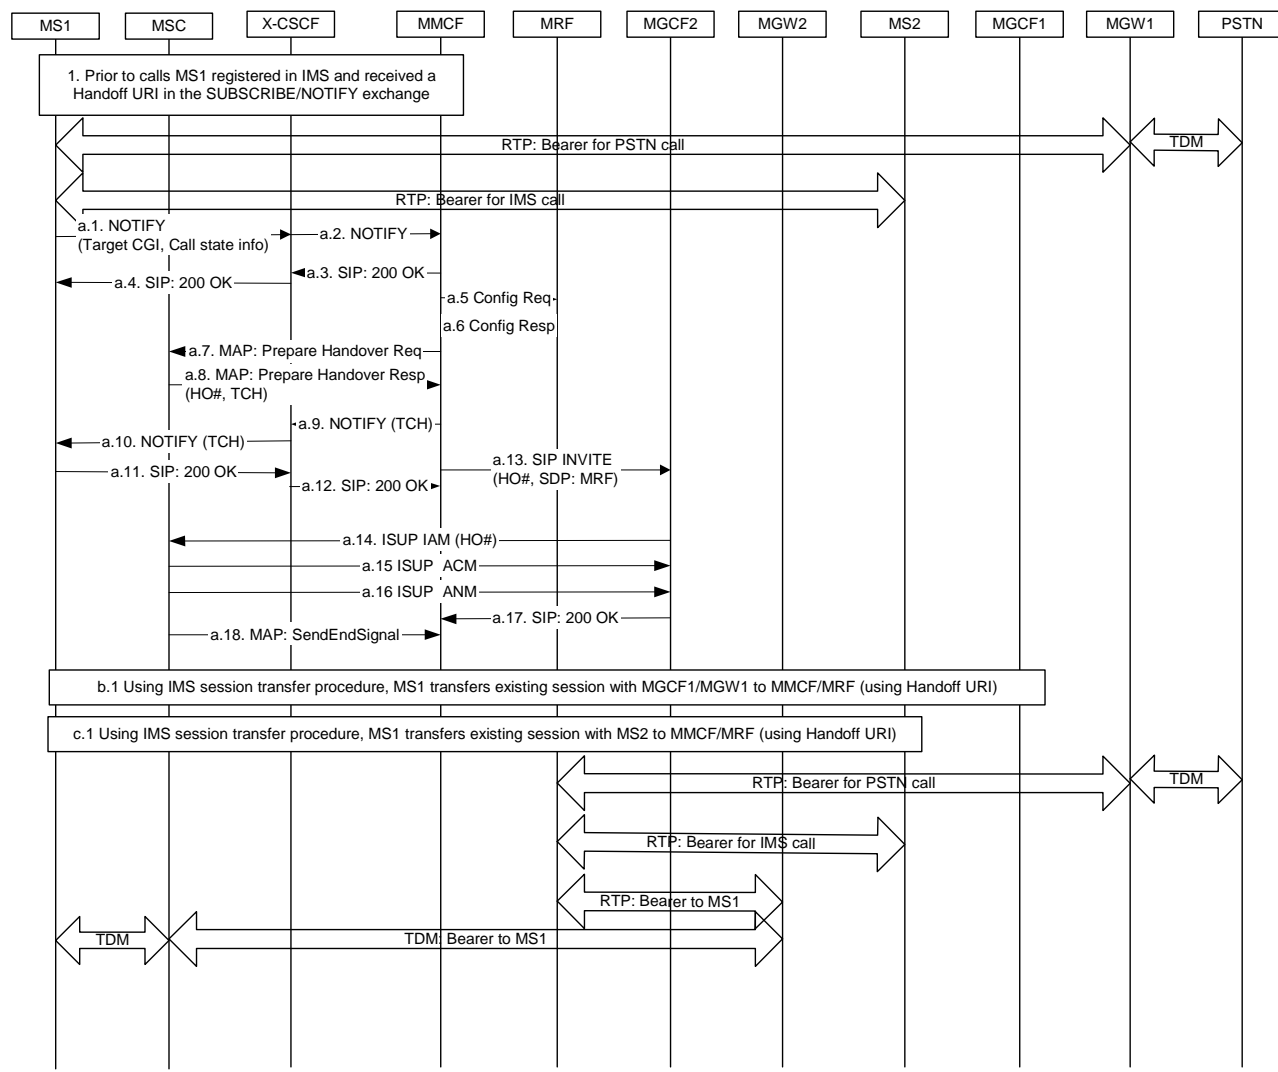 MS1
MSC
X-CSCF
MMCF
MRF
MGCF2
MGW2
MS2
MGCF1
MGW1
PSTN
1. Prior to calls MS1 registered in IMS and received a
Handoff URI in the SUBSCRIBE/NOTIFY exchange
RTP: Bearer for PSTN call
TDM
RTP: Bearer for IMS call
a.1. NOTIFY
(Target CGI, Call state info)
a.2. NOTIFY
a.3. SIP: 200 OK
a.4. SIP: 200 OK
a.5 Config Req
a.6 Config Resp
a.7. MAP: Prepare Handover Req
a.8. MAP: Prepare Handover Resp
(HO#, TCH)
a.9. NOTIFY (TCH)
a.10. NOTIFY (TCH)
a.11. SIP: 200 OK
a.12. SIP: 200 OK
a.13. SIP INVITE
(HO#, SDP: MRF)
a.14. ISUP IAM (HO#)
a.15 ISUP ACM
a.16 ISUP ANM
a.17. SIP: 200 OK
a.18. MAP: SendEndSignal
b.1 Using IMS session transfer procedure, MS1 transfers existing session with MGCF1/MGW1 to MMCF/MRF (using Handoff URI)
c.1 Using IMS session transfer procedure, MS1 transfers existing session with MS2 to MMCF/MRF (using Handoff URI)
RTP: Bearer for PSTN call
TDM
RTP: Bearer for IMS call
RTP: Bearer to MS1
TDM
TDM: Bearer to MS1